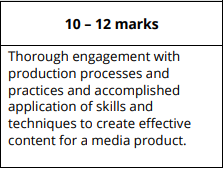 10 – 12 marks
Thorough engagement with
production processes and
practices and accomplished
application of skills and
techniques to create effective
content for a media product.